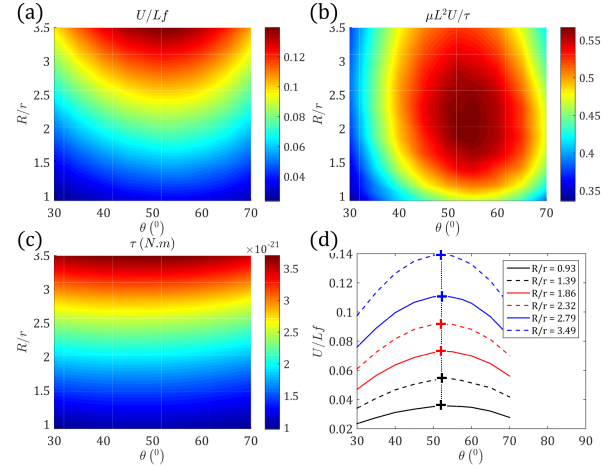 (a)
U/Lf
3.5
3
2.5
2
1.5
1
R/r
30 40 50 60 70
θ (⁰)
0.12
0.10
0.08
0.06
0.04
(b)
μL²U/τ
3.5
3
2.5
2
1.5
1
R/r
30 40 50 60 70
θ (⁰)
0.55
0.50
0.45
0.40
0.35
(c)
τ (N.m)
×10⁻²¹
3.5
3
2.5
2
1.5
1
R/r
30 40 50 60 70
θ (⁰)
3.5
3
2.5
2
1.5
1
(d)
0.14
0.12
0.10
0.08
0.06
0.04
0.02
U/Lf
R/r = 0.93
R/r = 1.39
R/r = 1.86
R/r = 2.32
R/r = 2.79
R/r = 3.49
30 40 50 60 70 80 90
θ (⁰)